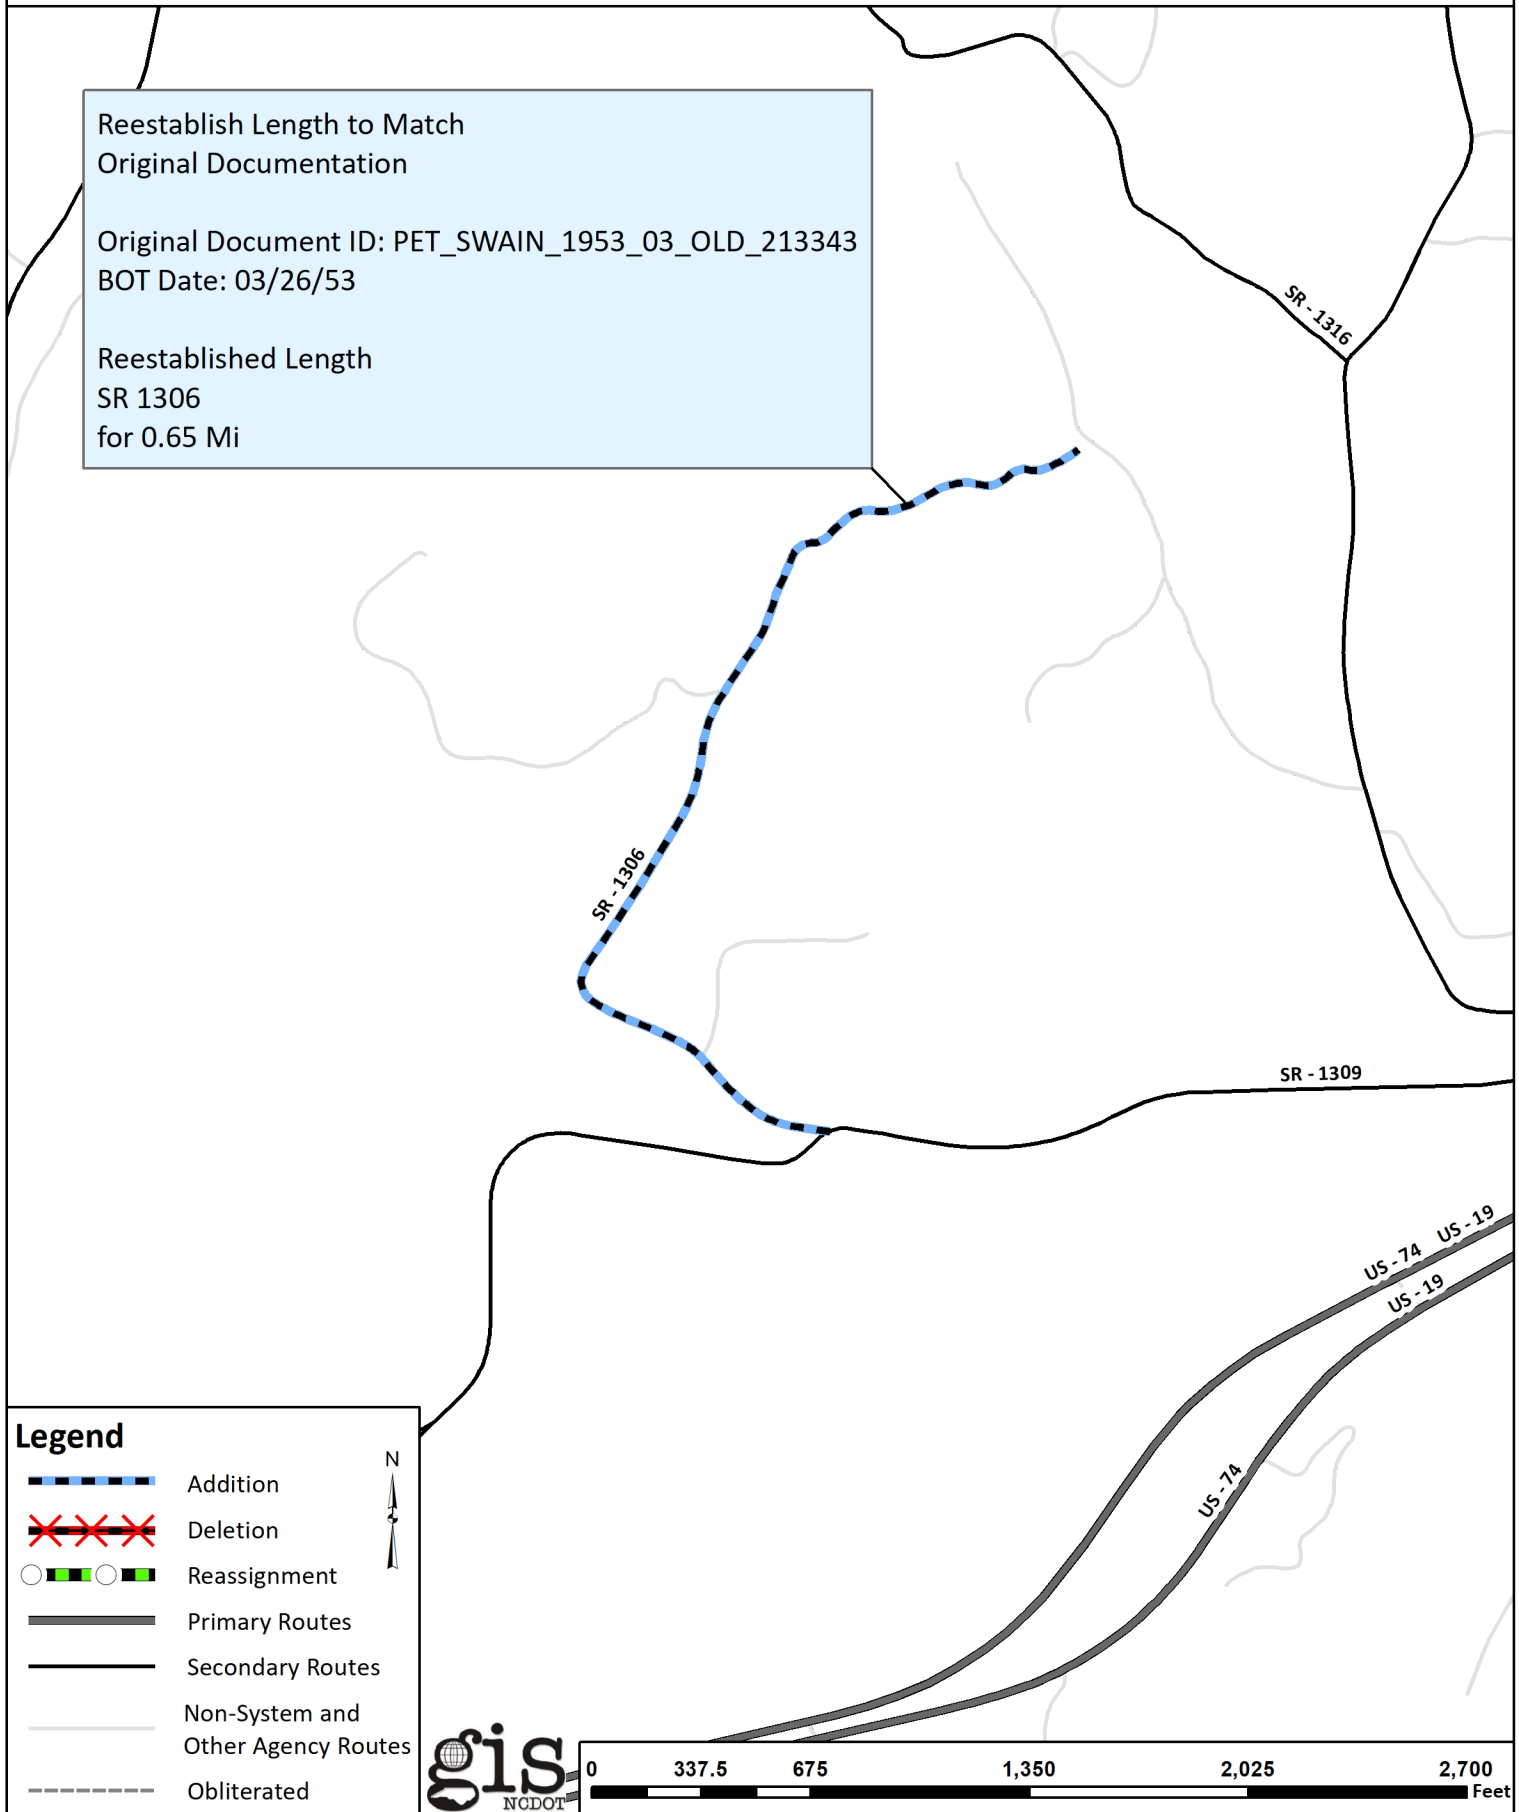 Reestablish Length to Match
Original Documentation
Original Document ID: PET_SWAIN_1953_03_OLD_213343
BOT Date: 03/26/53
Reestablished Length
SR 1306
for 0.65 Mi
SR - 1316
SR - 1306
SR - 1309
US - 19
US - 74
US - 19
US - 74
Legend
N
Addition
Deletion
Reassignment
Primary Routes
Secondary Routes
Non-System and
Other Agency Routes
Obliterated
gis
NCDOT
0 337.5 675 1,350 2,025 2,700
Feet